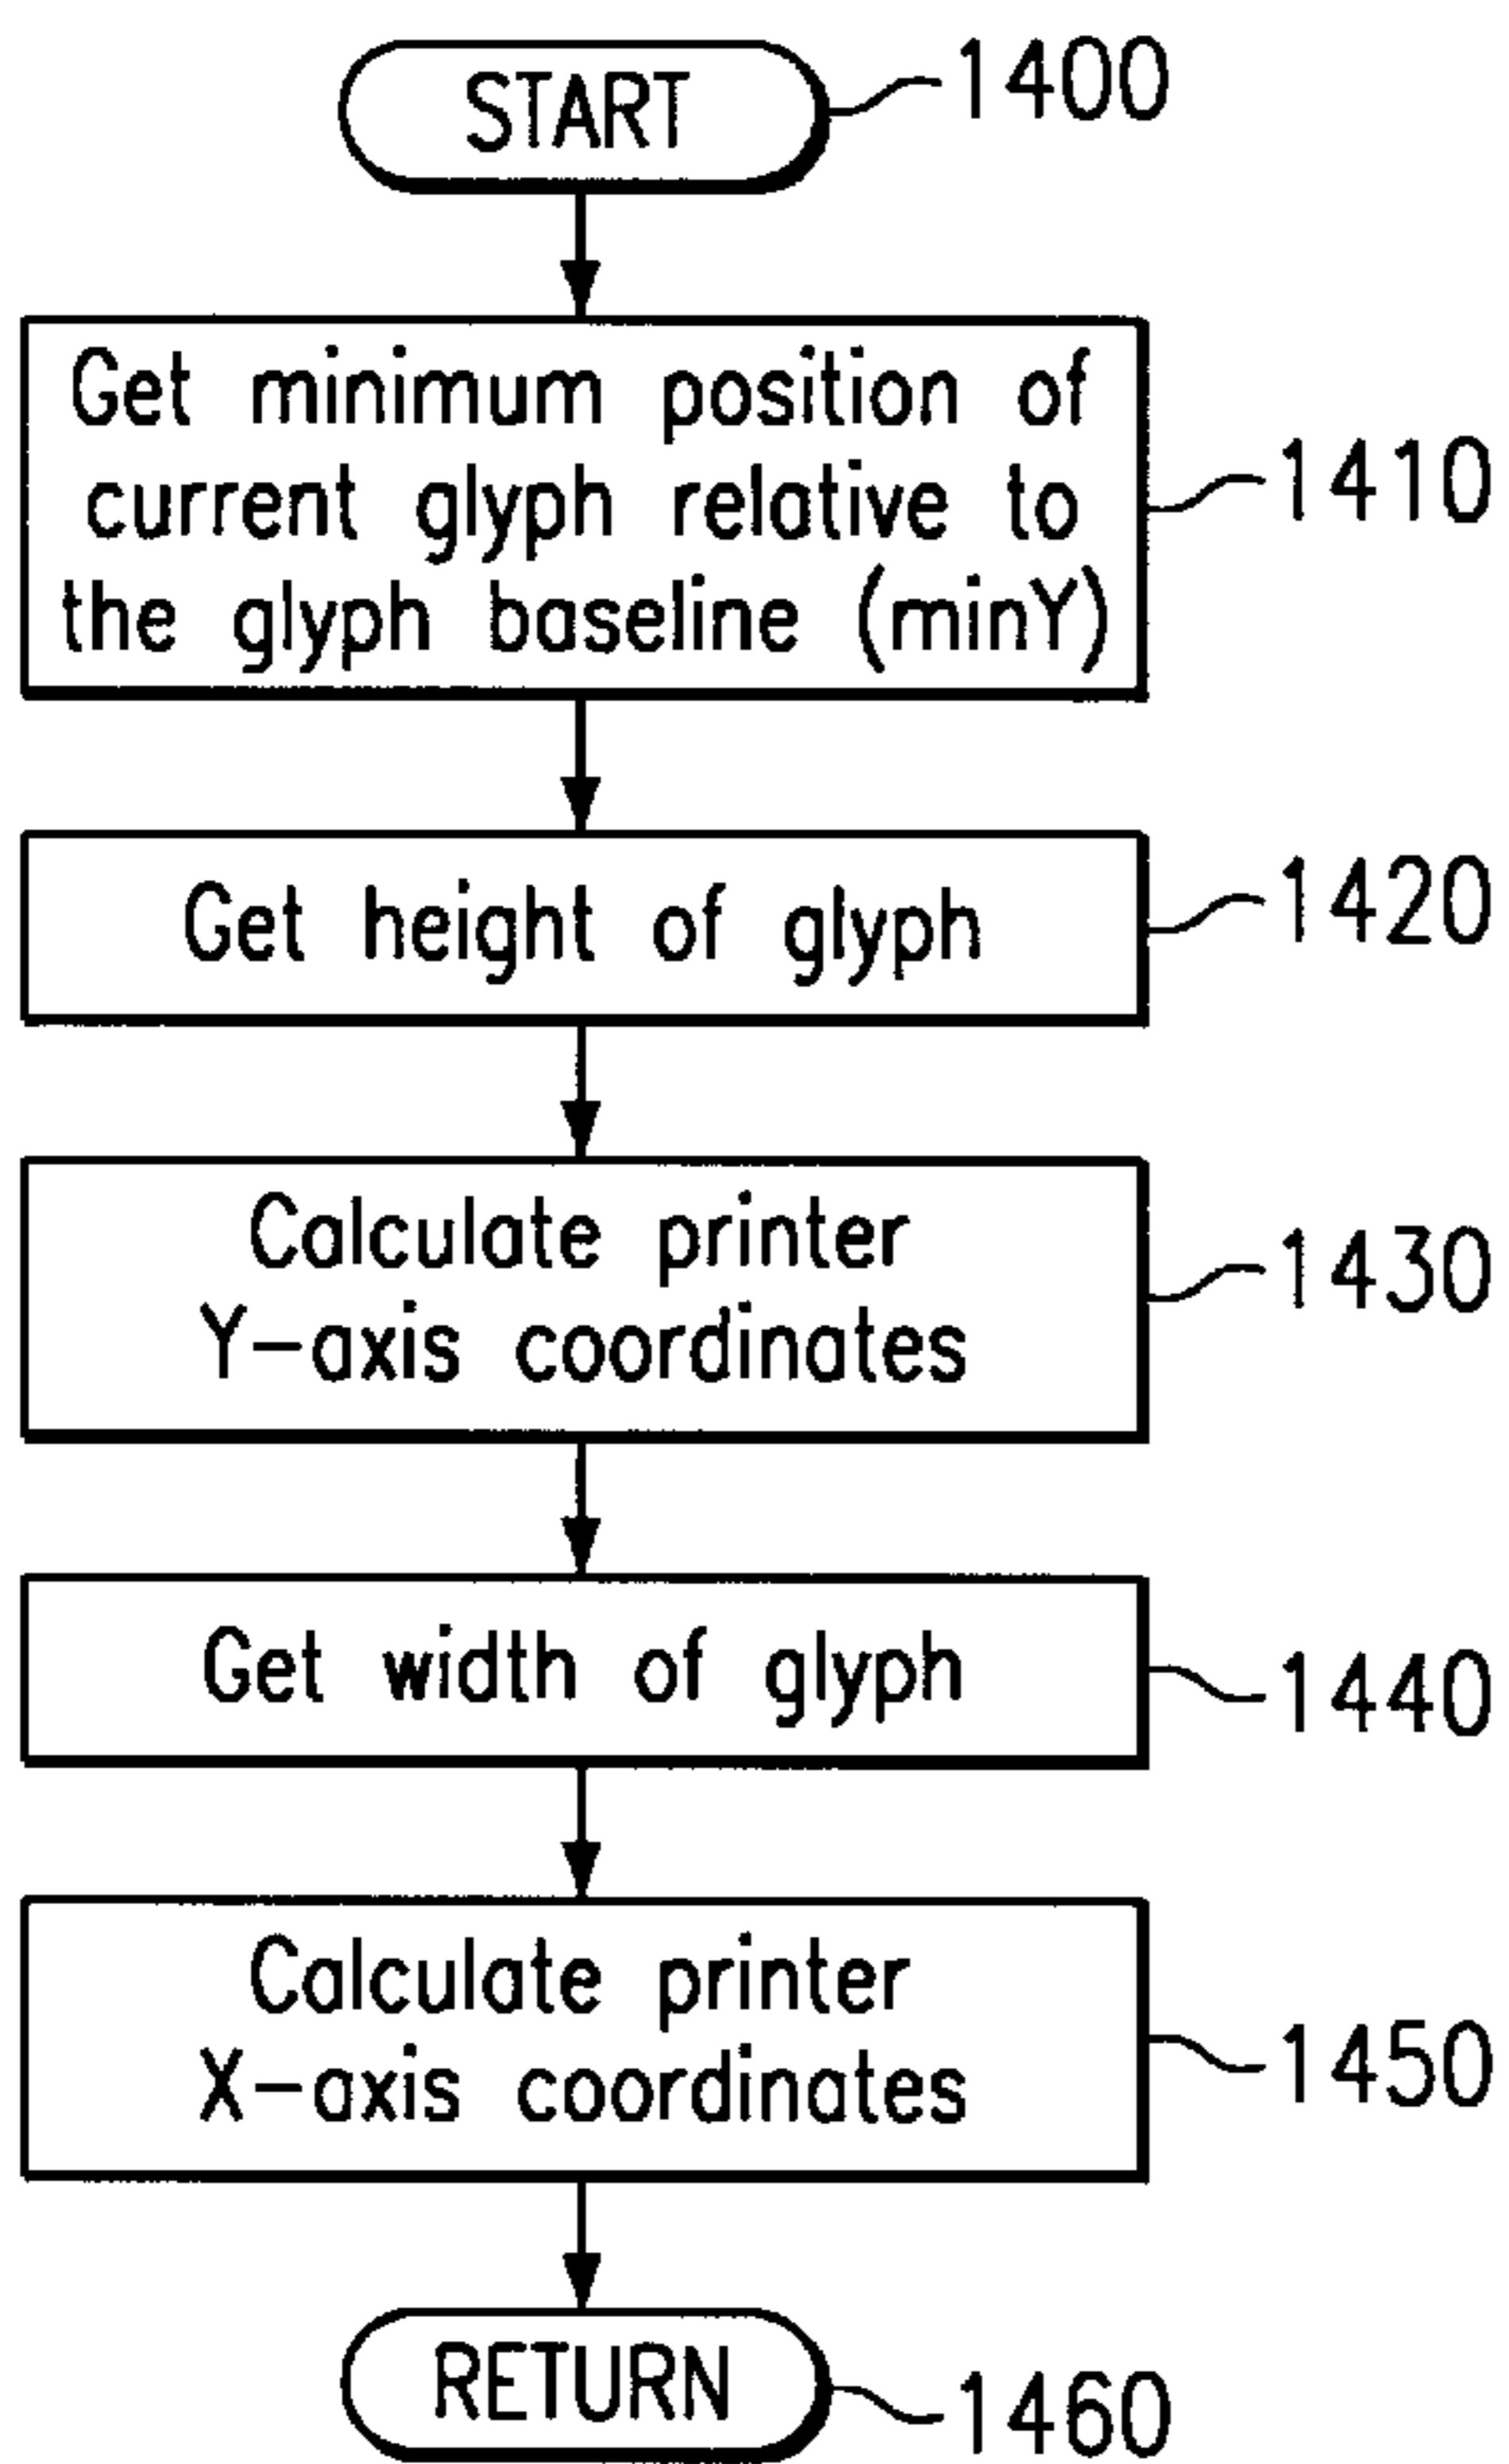 START
1400
Get minimum position of
current glyph relative to
the glyph baseline (minY)
1410
Get height of glyph
1420
Calculate printer
Y-axis coordinates
1430
Get width of glyph
1440
Calculate printer
X-axis coordinates
1450
RETURN
1460